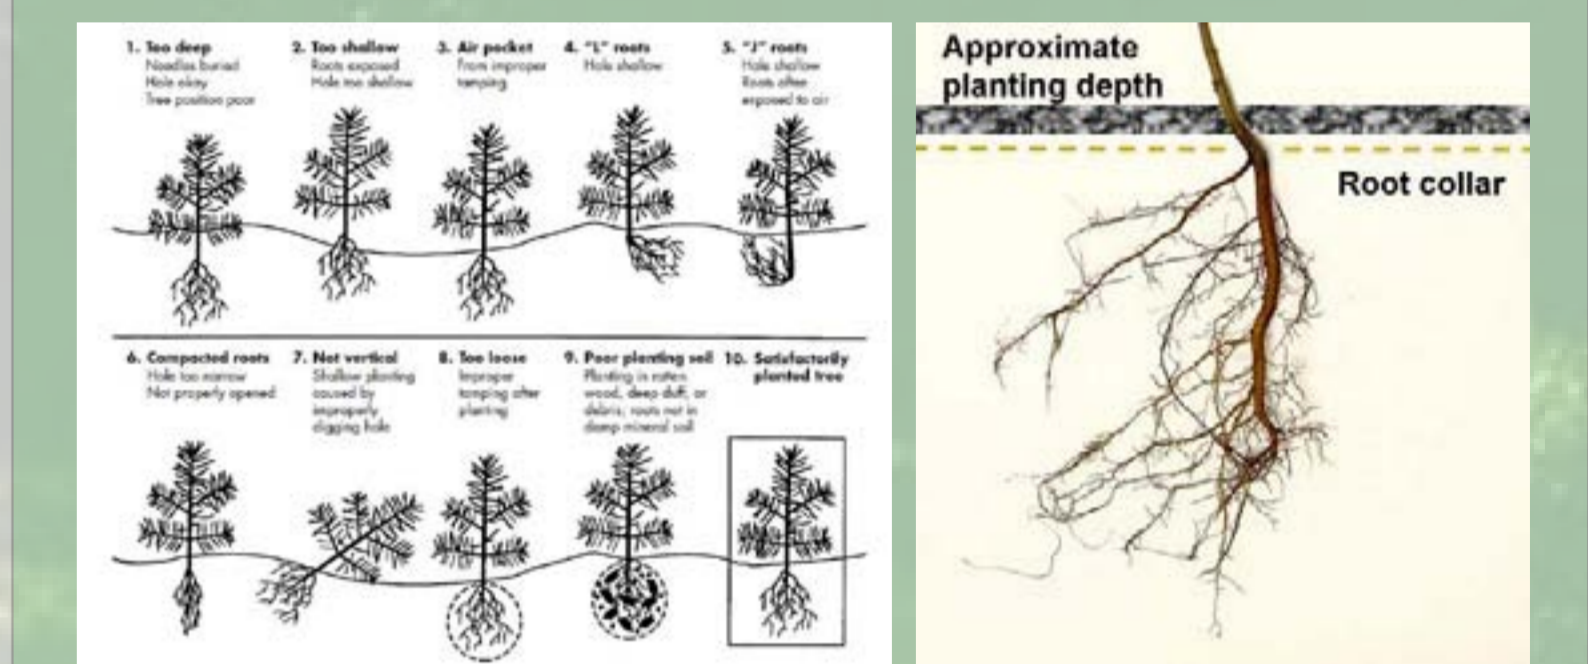 1. Too deep
Needles buried
Hole okay
Tree position poor
2. Too shallow
Roots exposed
Hole too shallow
3. Air pocket
From improper
tamping
4. "L" roots
Hole shallow
5. "J" roots
Hole shallow
Roots often
exposed to air
6. Compacted roots
Hole too narrow
Not properly opened
7. Not vertical
Shallow planting
caused by
improperly
digging hole
8. Too loose
Improper
tamping after
planting
9. Poor planting soil
Planting in rotten
wood, deep duff, or
debris; roots not in
damp mineral soil
10. Satisfactorily
planted tree
Approximate
planting depth
Root collar